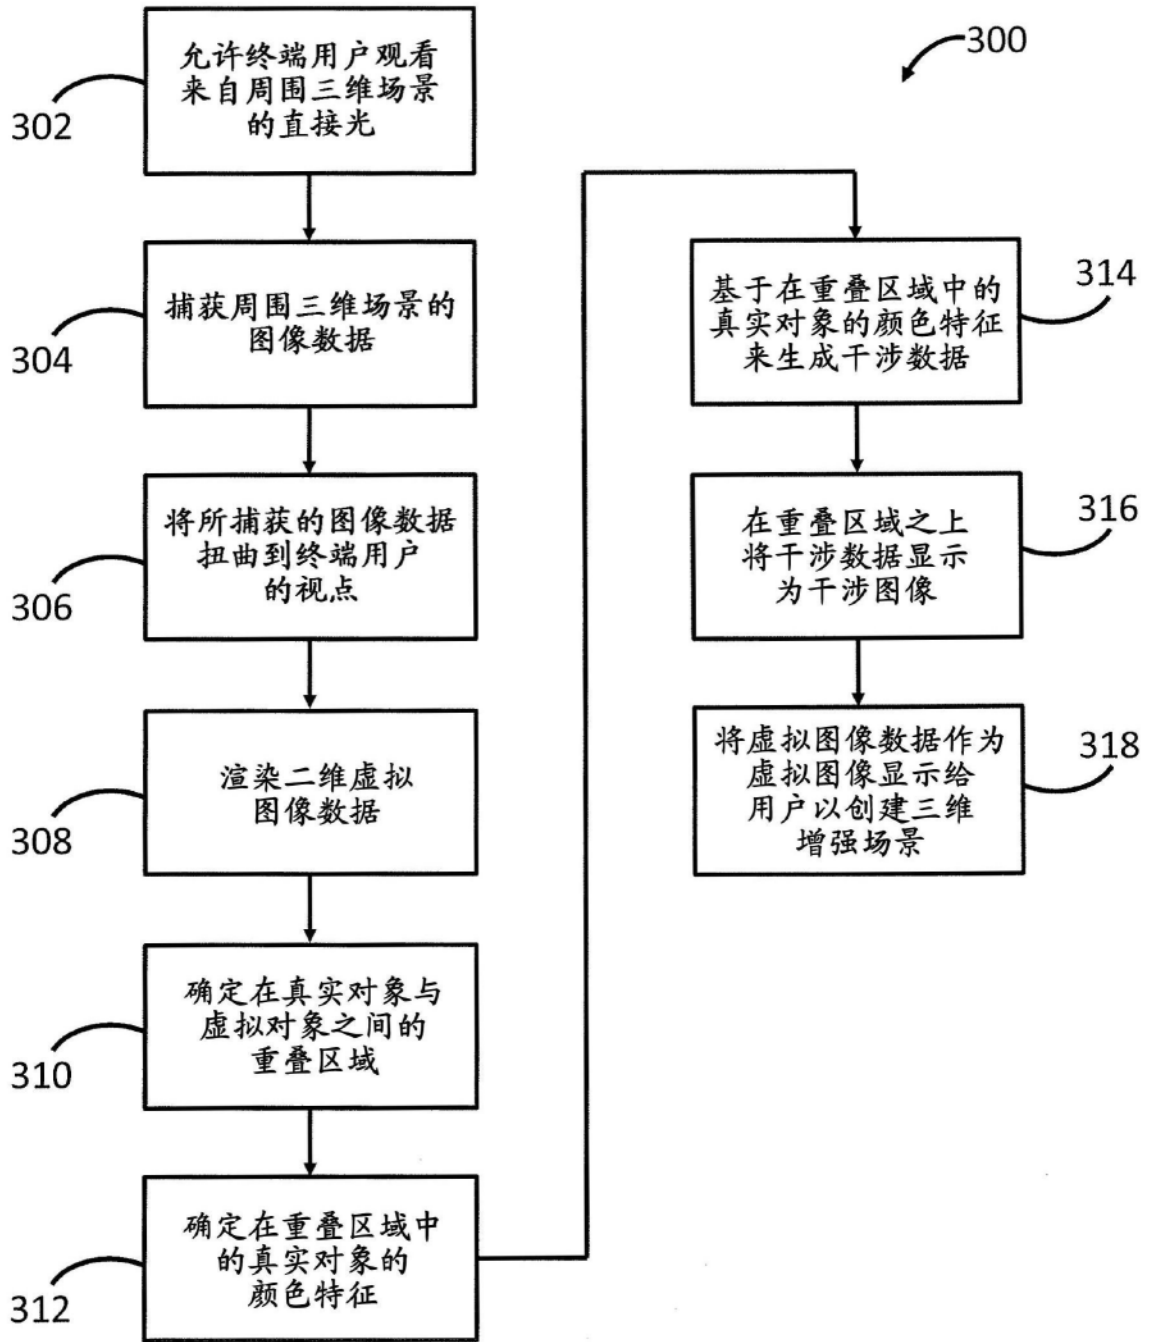 300
302
允许终端用户观看
来自周围三维场景
的直接光
304
捕获周围三维场景的
图像数据
306
将所捕获的图像数据
扭曲到终端用户
的视点
308
渲染二维虚拟
图像数据
310
确定在真实对象与
虚拟对象之间的
重叠区域
312
确定在重叠区域中
的真实对象的
颜色特征
314
基于在重叠区域中的
真实对象的颜色特征
来生成干涉数据
316
在重叠区域之上
将干涉数据显示
为干涉图像
318
将虚拟图像数据作为
虚拟图像显示给
用户以创建三维
增强场景